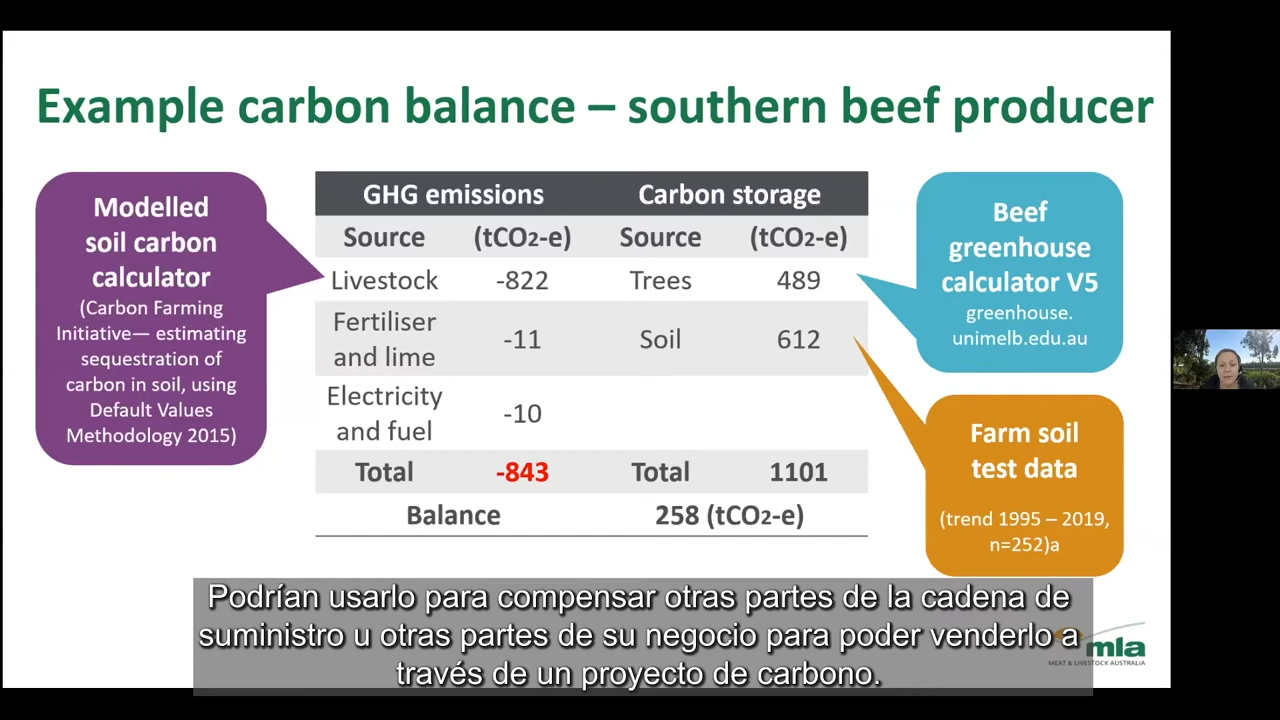 Example carbon balance – southern beef producer
Modelled
soil carbon
calculator
(Carbon Farming
Initiative— estimating
sequestration of
carbon in soil, using
Default Values
Methodology 2015)
GHG emissions Carbon storage
Source (tCO2-e) Source (tCO2-e)
Livestock -822 Trees 489
Fertiliser
and lime -11 Soil 612
Electricity
and fuel -10
Total -843 Total 1101
Balance 258 (tCO2-e)
Beef
greenhouse
calculator V5
greenhouse.
unimelb.edu.au
Farm soil
test data
(trend 1995 – 2019,
n=252)a
Podrían usarlo para compensar otras partes de la cadena de
suministro u otras partes de su negocio para poder venderlo a
través de un proyecto de carbono.
mla
MEAT & LIVESTOCK AUSTRALIA